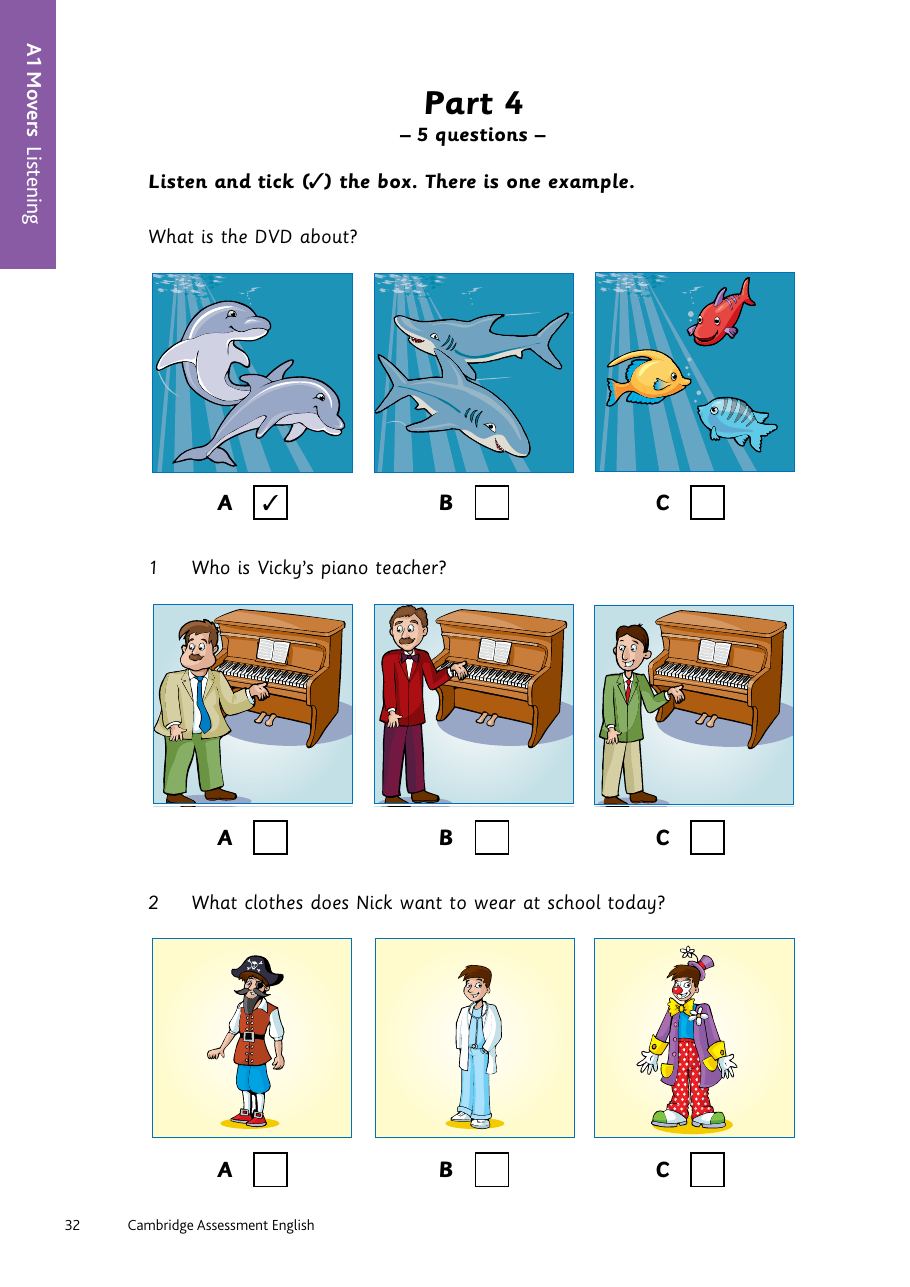 A1 Movers Listening
Part 4
– 5 questions –
Listen and tick (✓) the box. There is one example.
What is the DVD about?
A ✓ B C
1 Who is Vicky’s piano teacher?
A B C
2 What clothes does Nick want to wear at school today?
A B C
32 Cambridge Assessment English